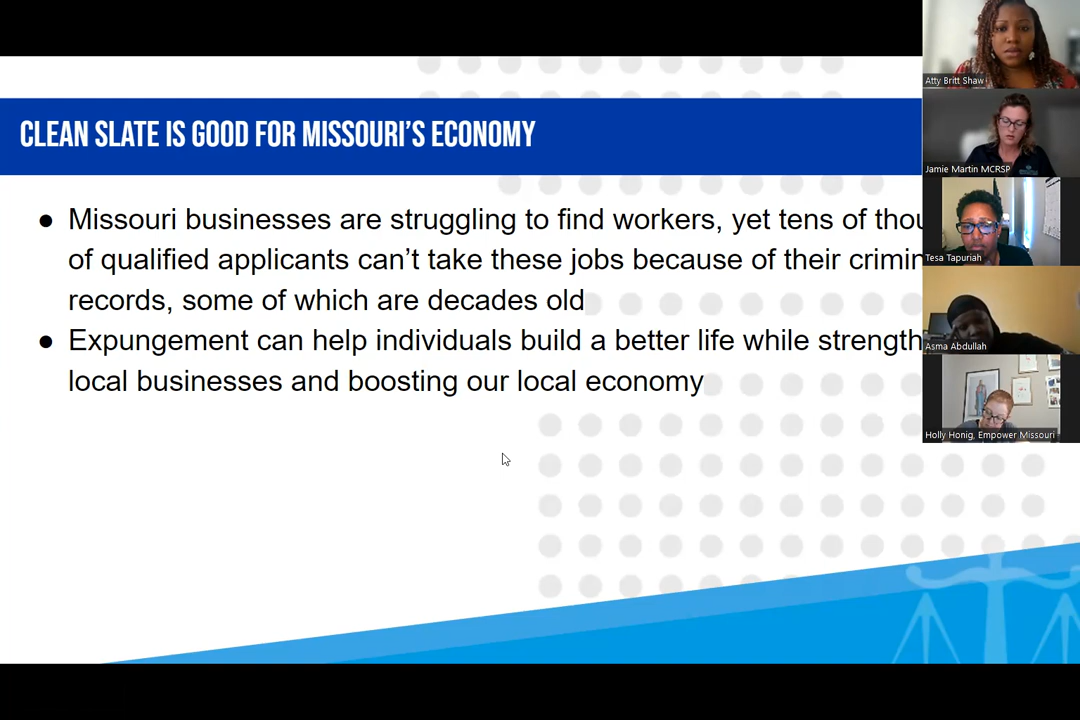 CLEAN SLATE IS GOOD FOR MISSOURI'S ECONOMY
● Missouri businesses are struggling to find workers, yet tens of
of qualified applicants can't take these jobs because of their
records, some of which are decades old
● Expungement can help individuals build a better life while
local businesses and boosting our local economy
Atty Britt Shaw
Jamie Martin MCRSP
Tesa Tapuriah
Asma Abdullah
Holly Honig, Empower Missouri